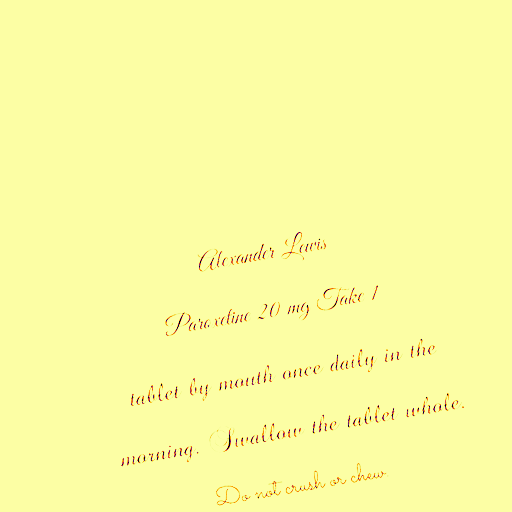 Alexander Lewis
Paroxetine 20 mg Take 1
tablet by mouth once daily in the
morning. Swallow the tablet whole.
Do not crush or chew